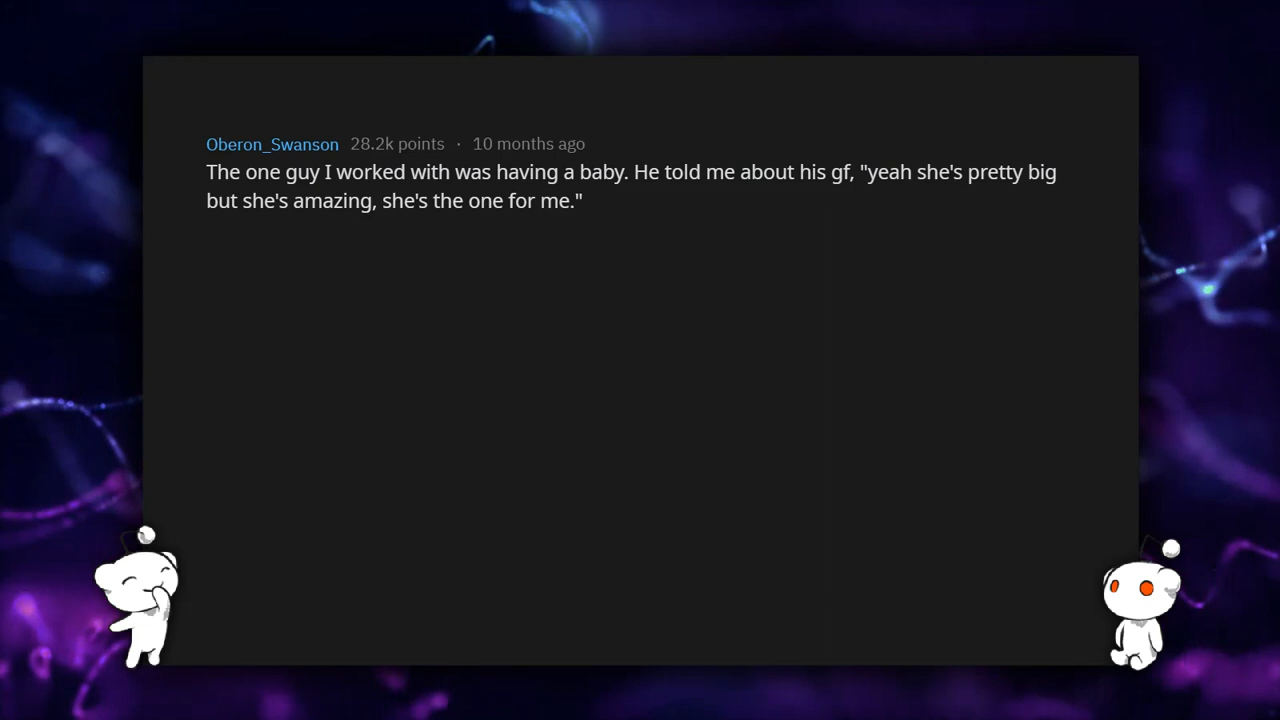 Oberon_Swanson 28.2k points · 10 months ago
The one guy I worked with was having a baby. He told me about his gf, "yeah she's pretty big
but she's amazing, she's the one for me."